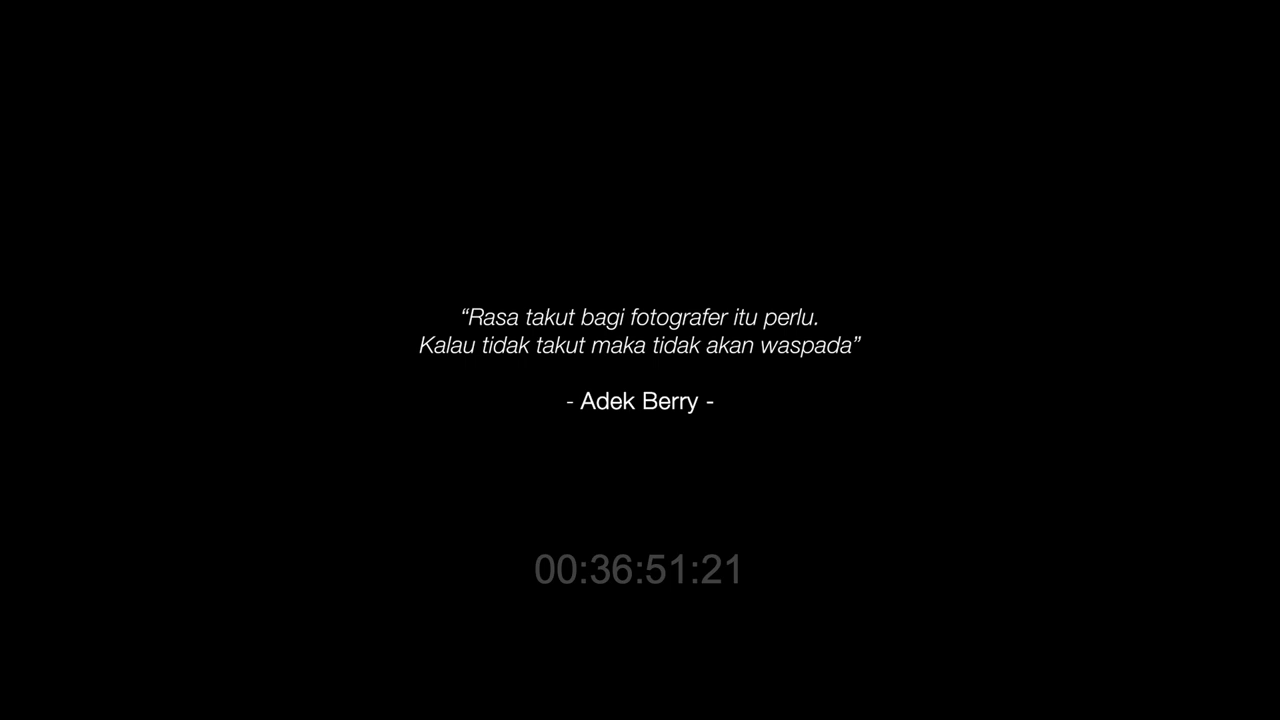 “Rasa takut bagi fotografer itu perlu.
Kalau tidak takut maka tidak akan waspada”
- Adek Berry -
00:36:51:21